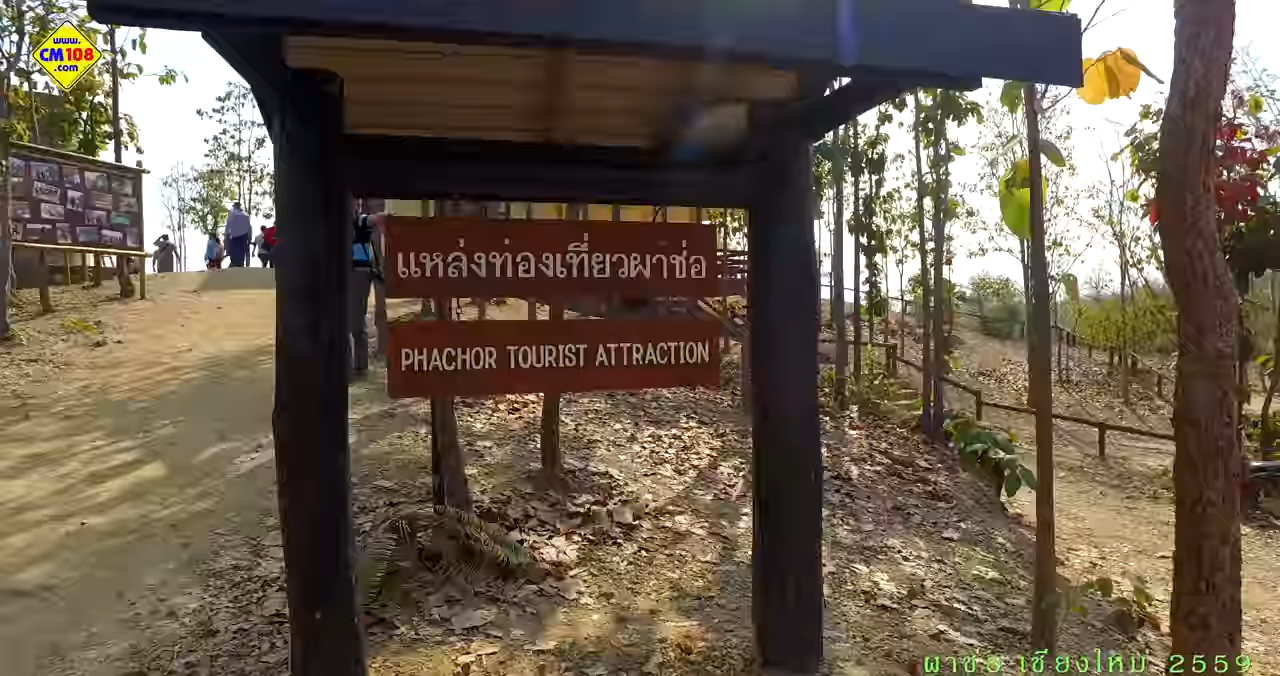 www.
CM108
.com
แหล่งท่องเที่ยวผาช่อ
PHACHOR TOURIST ATTRACTION
ผาช่อ เชียงใหม่ 2559